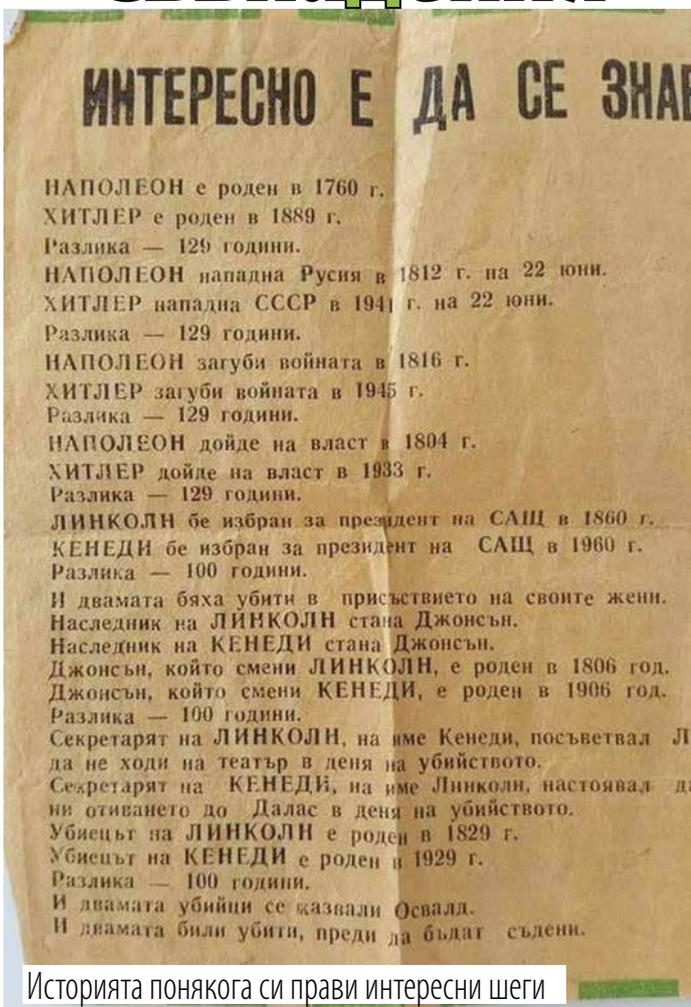 ИНТЕРЕСНО Е ДА СЕ
НАПОЛЕОН е роден в 1760 г.
ХИТЛЕР е роден в 1889 г.
Разлика — 129 години.
НАПОЛЕОН нападна Русия в 1812 г. на 22 юни.
ХИТЛЕР нападна СССР в 1941 г. на 22 юни.
Разлика — 129 години.
НАПОЛЕОН загуби войната в 1816 г.
ХИТЛЕР загуби войната в 1945 г.
Разлика — 129 години.
НАПОЛЕОН дойде на власт в 1804 г.
ХИТЛЕР дойде на власт в 1933 г.
Разлика — 129 години.
ЛИНКОЛН бе избран за президент на САЩ в 1860 г.
КЕНЕДИ бе избран за президент на САЩ в 1960 г.
Разлика — 100 години.
И двамата бяха убити в присъствието на своите жени.
Наследник на ЛИНКОЛН стана Джонсън.
Наследник на КЕНЕДИ стана Джонсън.
Джонсън, който смени ЛИНКОЛН, е роден в 1806 год.
Джонсън, който смени КЕНЕДИ, е роден в 1906 год.
Разлика — 100 години.
Секретарят на ЛИНКОЛН, на име Кенеди, посъветвал
да не ходи на театър в деня на убийството.
Секретарят на КЕНЕДИ, на име Линколн, настоявал
ни отиването до Далас в деня на убийството.
Убиецът на ЛИНКОЛН е роден в 1829 г.
Убиецът на КЕНЕДИ е роден в 1929 г.
Разлика — 100 години.
И двамата убийци се казвали Освалд.
И двамата били убити, преди да бъдат съдени.
Историята понякога си прави интересни шеги